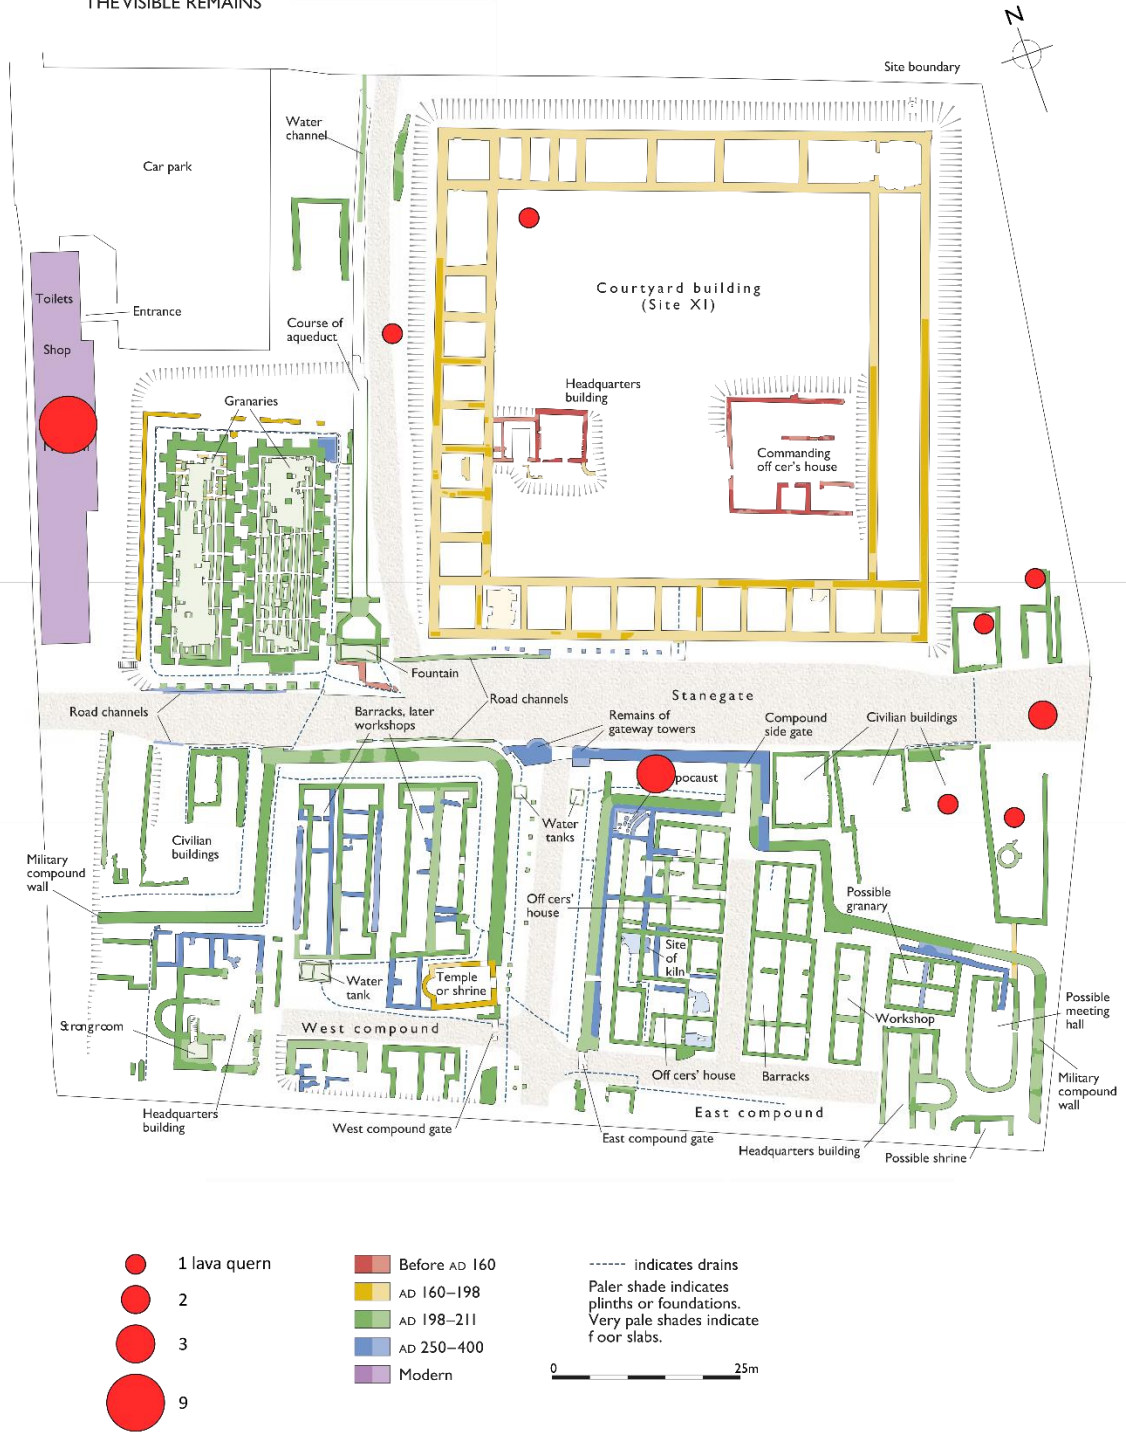 THE VISIBLE REMAINS
N
Site boundary
Water
channel
Car park
Toilets
Entrance
Shop
Course of
aqueduct
Courtyard building
(Site XI)
Headquarters
building
Granaries
Commanding
off cer's house
Fountain
Road channels
Stanegate
Road channels
Barracks, later
workshops
Remains of
gateway towers
Compound
side gate
Civilian buildings
pocaust
Water
tanks
Civilian
buildings
Military
compound
wall
Off cers'
house
Possible
granary
Site
of
kiln
Water
tank
Temple
or shrine
Strongroom
West compound
Workshop
Possible
meeting
hall
Off cers' house
Barracks
Military
compound
wall
Headquarters
building
West compound gate
East compound
East compound gate
Headquarters building
Possible shrine
1 lava quern
2
3
9
Before AD 160
AD 160–198
AD 198–211
AD 250–400
Modern
indicates drains
Paler shade indicates
plinths or foundations.
Very pale shades indicate
f oor slabs.
0 25m